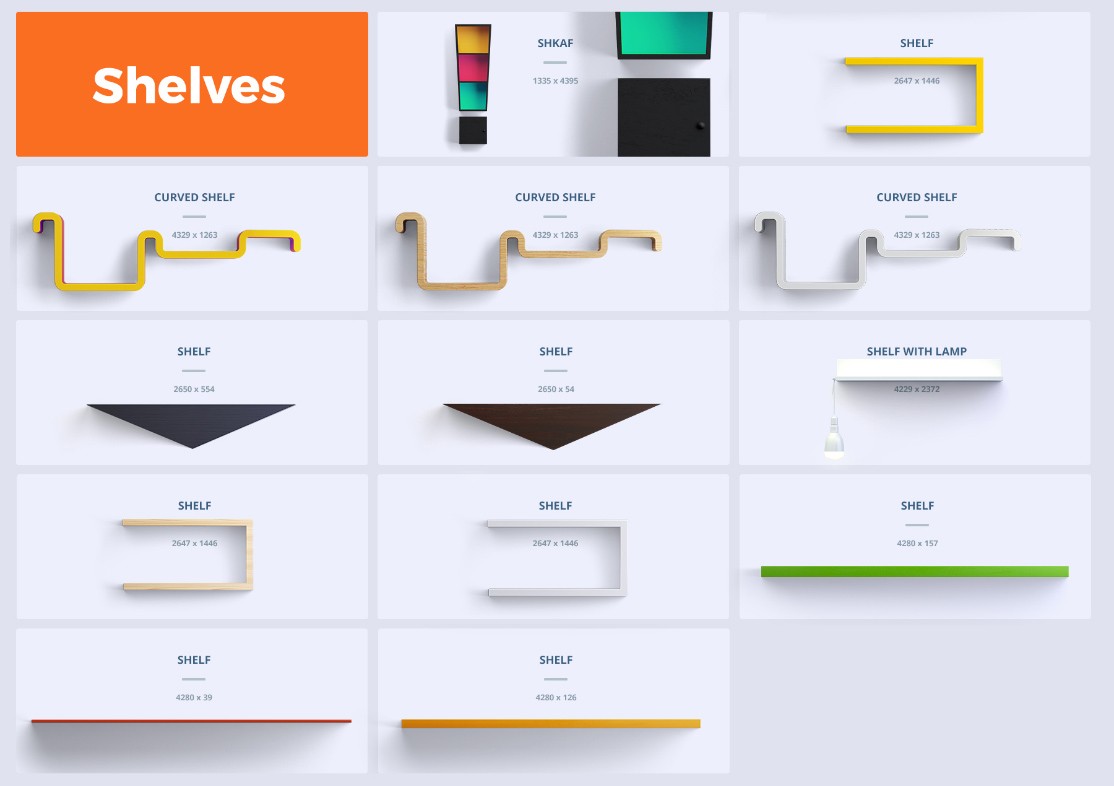 Shelves
SHKAF
1335 x 4395
SHELF
2647 x 1446
CURVED SHELF
4329 x 1263
CURVED SHELF
4329 x 1263
CURVED SHELF
4329 x 1263
SHELF
2650 x 554
SHELF
2650 x 54
SHELF WITH LAMP
4229 x 2372
SHELF
2647 x 1446
SHELF
2647 x 1446
SHELF
4280 x 157
SHELF
4280 x 39
SHELF
4280 x 126